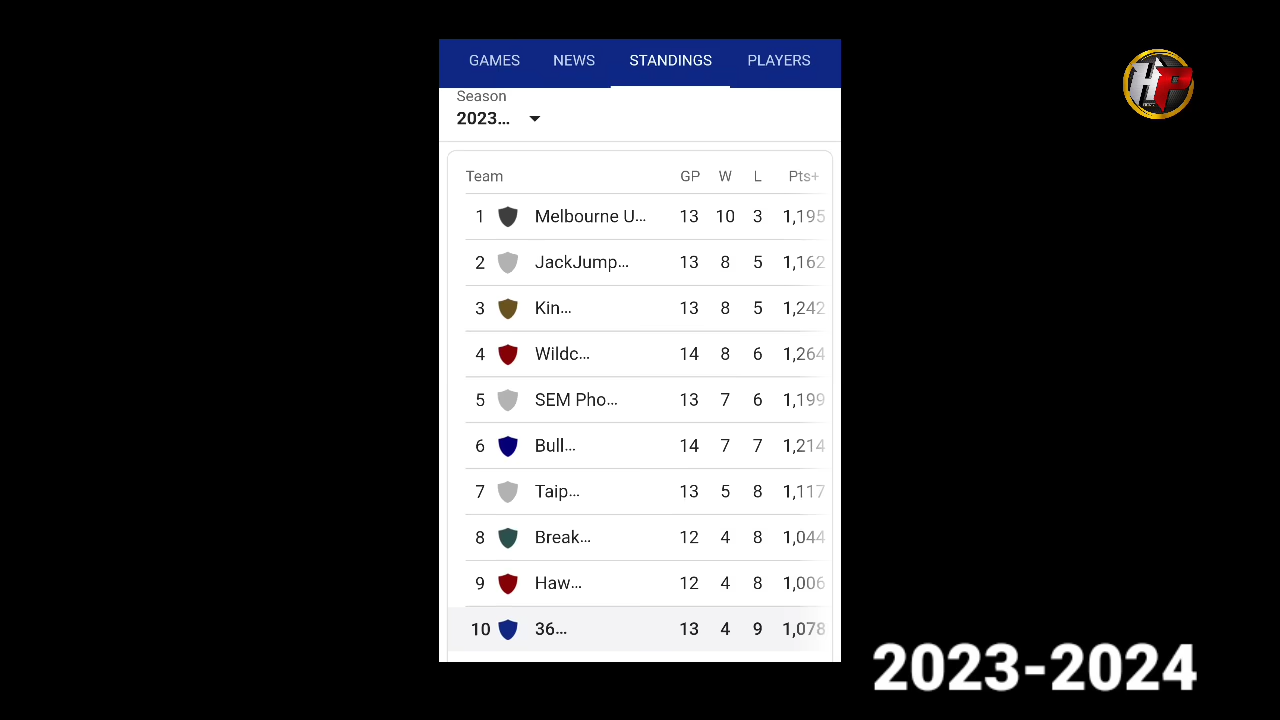 GAMES NEWS STANDINGS PLAYERS
Season
2023...
Team GP W L Pts+
1 Melbourne U... 13 10 3 1,195
2 JackJump... 13 8 5 1,162
3 Kin... 13 8 5 1,242
4 Wildc... 14 8 6 1,264
5 SEM Pho... 13 7 6 1,199
6 Bull... 14 7 7 1,214
7 Taip... 13 5 8 1,117
8 Break... 12 4 8 1,044
9 Haw... 12 4 8 1,006
10 36... 13 4 9 1,078
HP
2023-2024